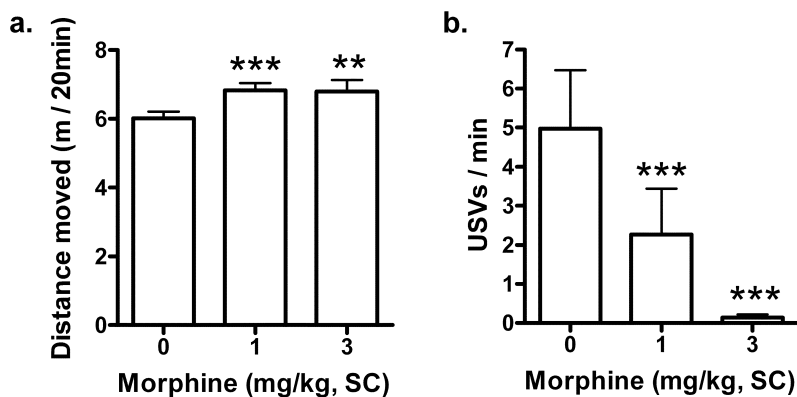 a.
Distance moved (m / 20min)
8
6
4
2
0
***
**
0 1 3
Morphine (mg/kg, SC)
b.
USVs / min
7
6
5
4
3
2
1
0
***
***
0 1 3
Morphine (mg/kg, SC)